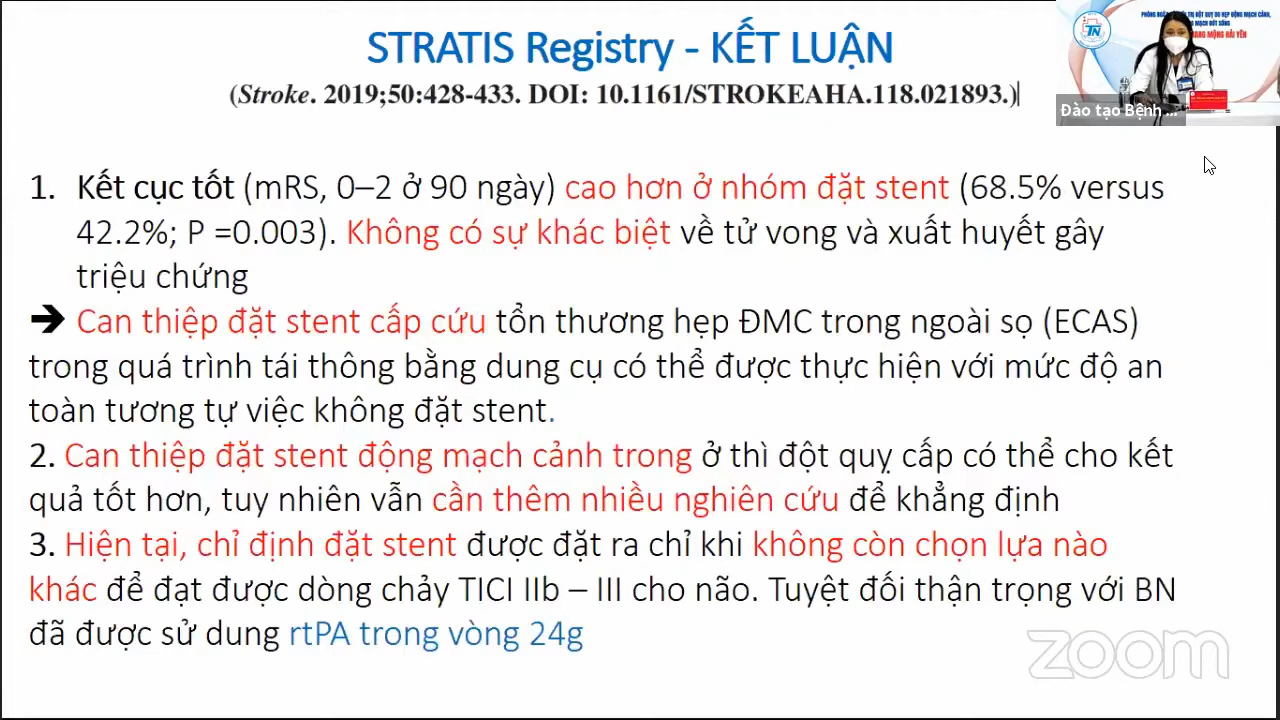 STRATIS Registry - KẾT LUẬN
(Stroke. 2019;50:428-433. DOI: 10.1161/STROKEAHA.118.021893.)
1. Kết cục tốt (mRS, 0–2 ở 90 ngày) cao hơn ở nhóm đặt stent (68.5% versus
42.2%; P =0.003). Không có sự khác biệt về tử vong và xuất huyết gây
triệu chứng
➔ Can thiệp đặt stent cấp cứu tổn thương hẹp ĐMC trong ngoài sọ (ECAS)
trong quá trình tái thông bằng dung cụ có thể được thực hiện với mức độ an
toàn tương tự việc không đặt stent.
2. Can thiệp đặt stent động mạch cảnh trong ở thì đột quỵ cấp có thể cho kết
quả tốt hơn, tuy nhiên vẫn cần thêm nhiều nghiên cứu để khẳng định
3. Hiện tại, chỉ định đặt stent được đặt ra chỉ khi không còn chọn lựa nào
khác để đạt được dòng chảy TICI IIb – III cho não. Tuyệt đối thận trọng với BN
đã được sử dung rtPA trong vòng 24g
TN
Đào tạo Bệnh ...
zoom